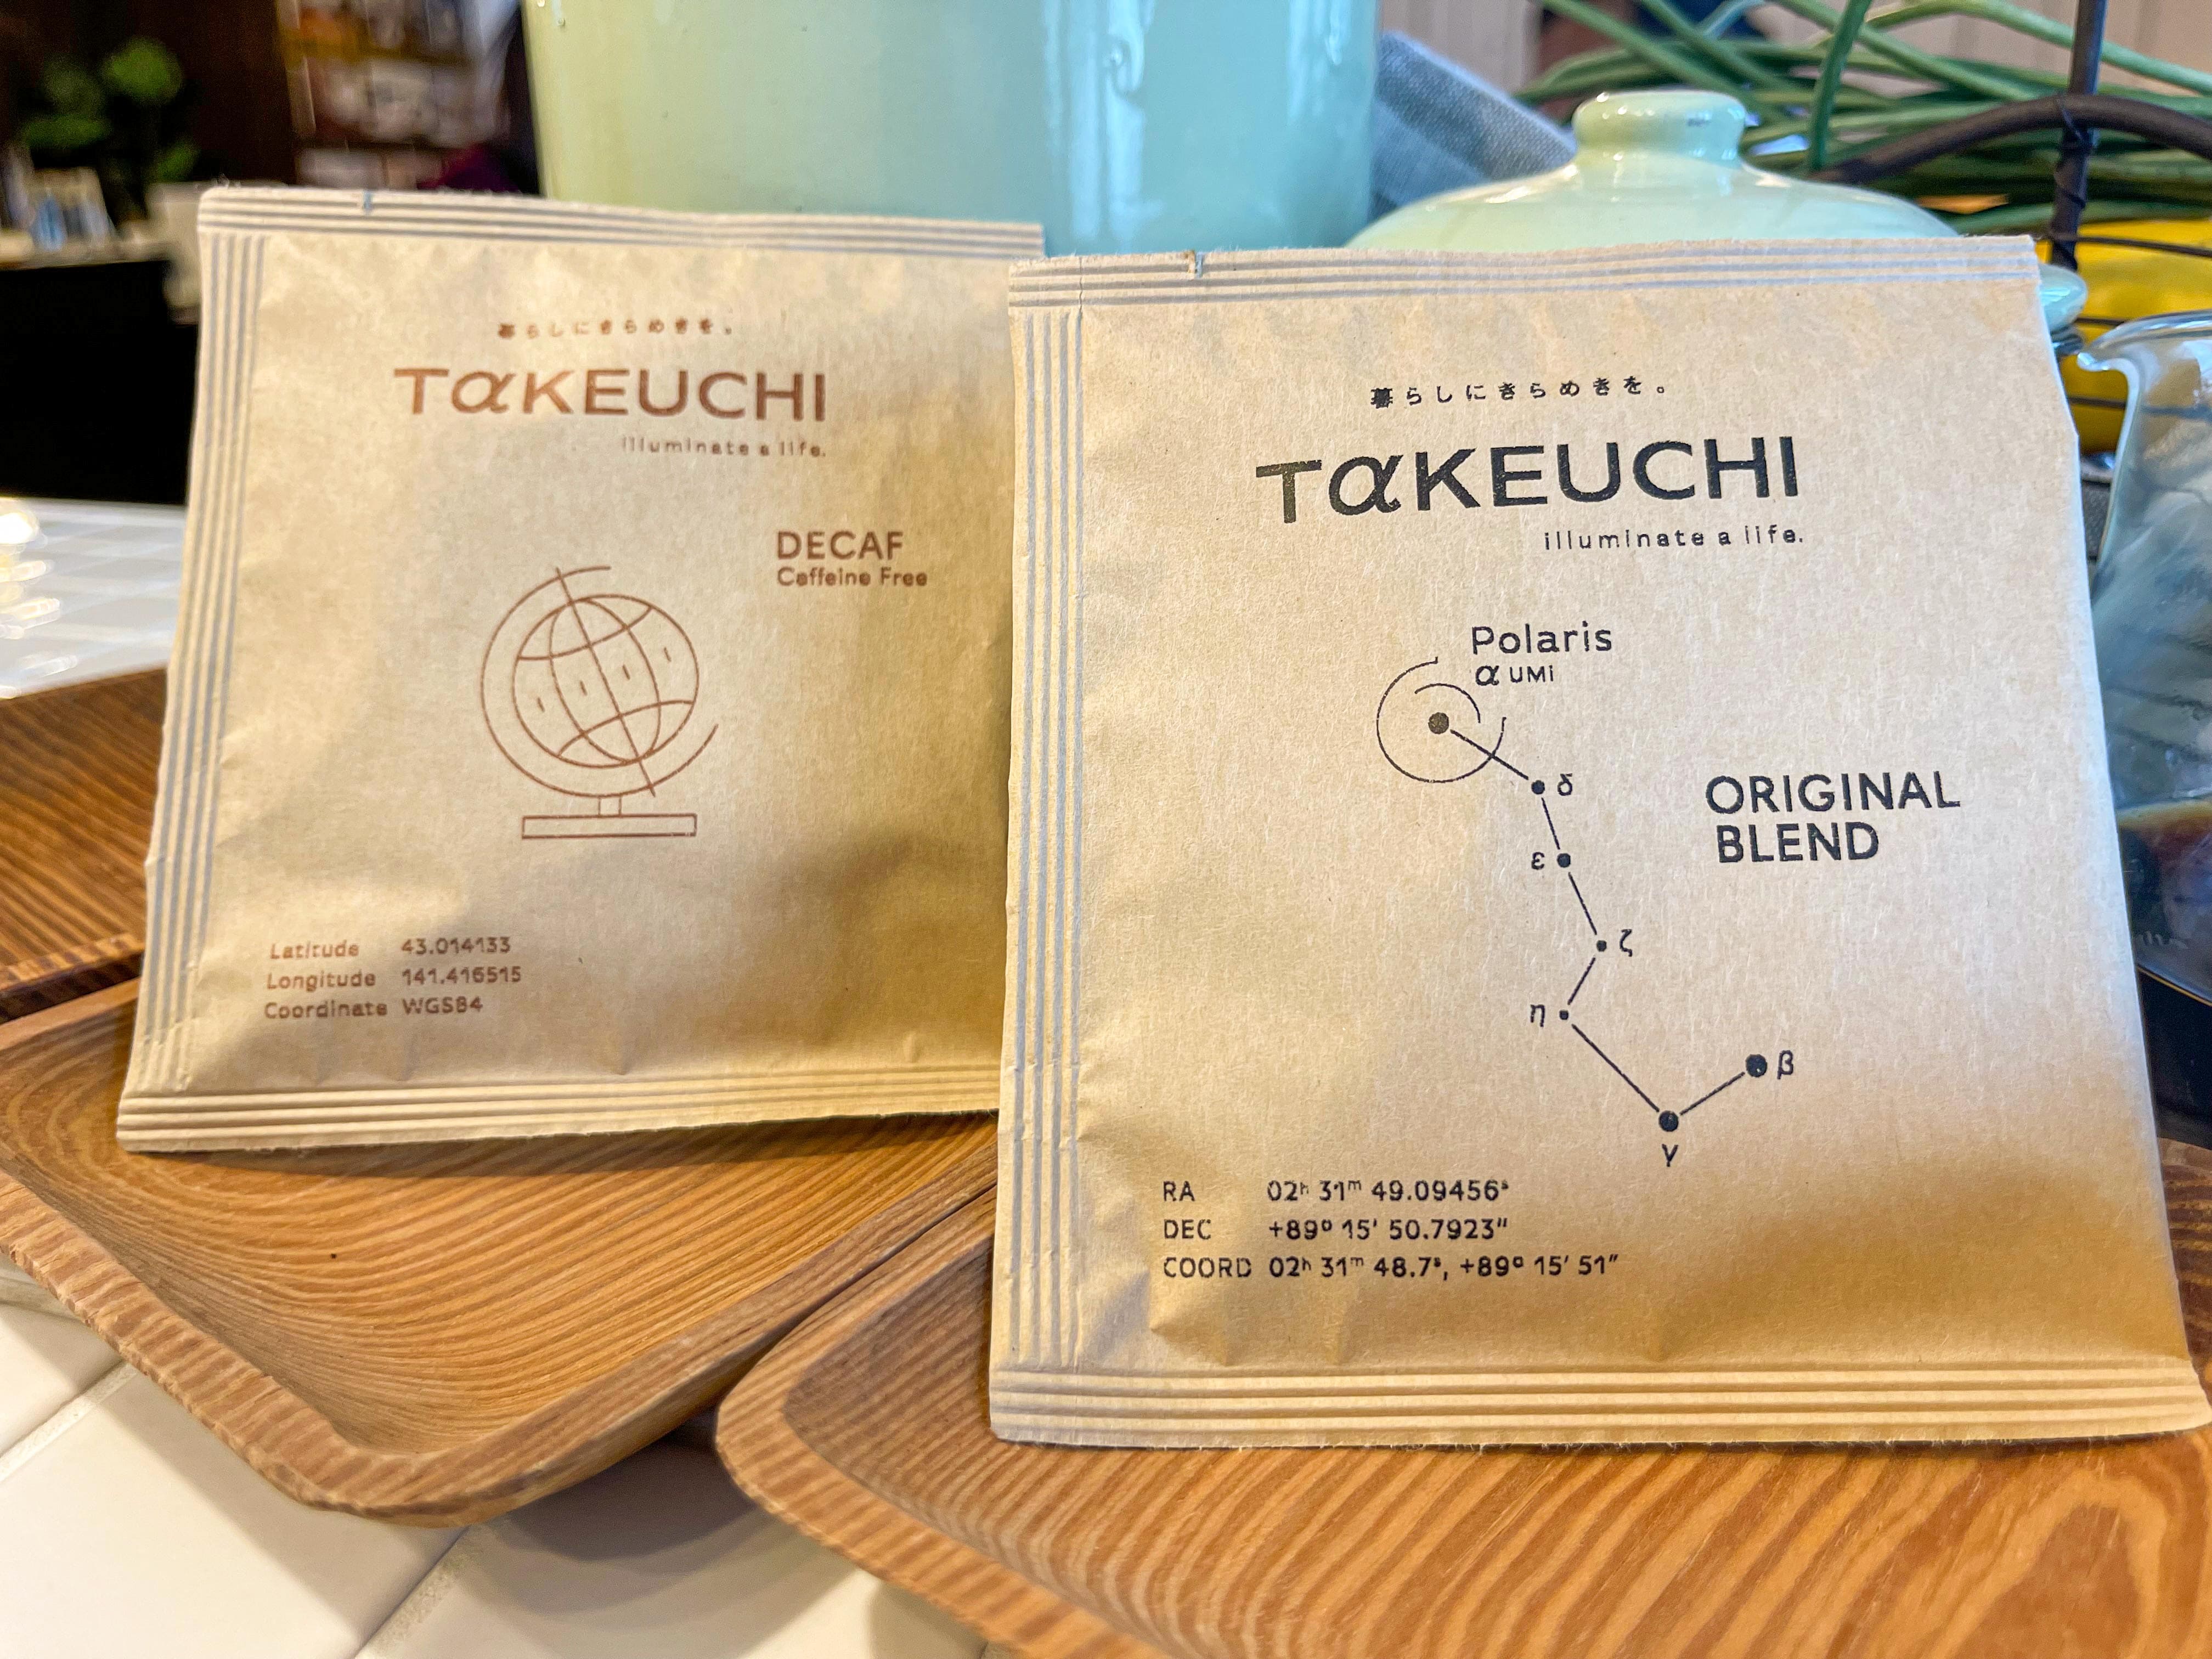 暮らしにきらめきを。
TαKEUCHI
illuminate a life.
DECAF
Caffeine Free
Latitude 43.014133
Longitude 141.416515
Coordinate WGS84
暮らしにきらめきを。
TαKEUCHI
illuminate a life.
Polaris
α UMi
δ
ORIGINAL
BLEND
ε
ζ
η
β
γ
RA 02h 31m 49.09456s
DEC +89° 15' 50.7923"
COORD 02h 31m 48.7s, +89° 15' 51"